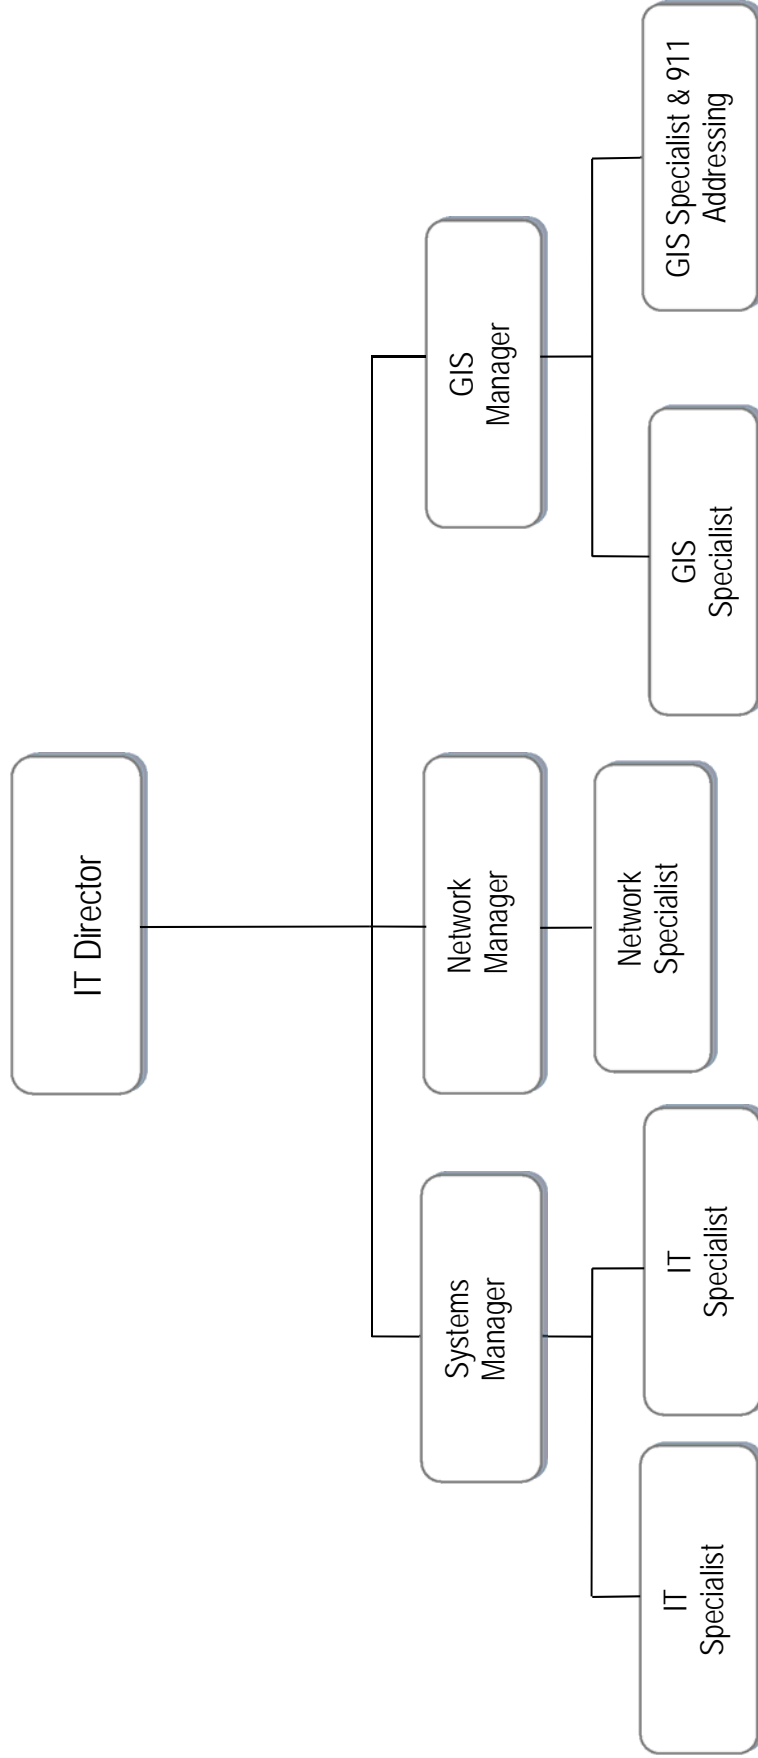 IT Director
Systems
Manager
Network
Manager
GIS
Manager
IT
Specialist
IT
Specialist
Network
Specialist
GIS
Specialist
GIS Specialist & 911
Addressing